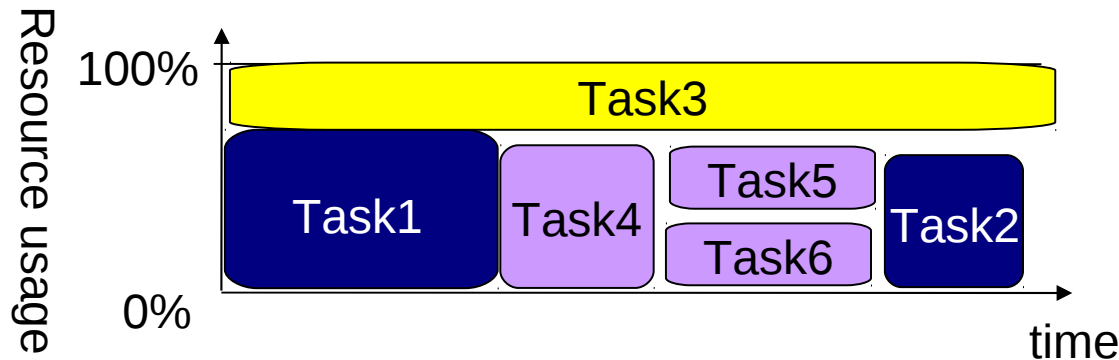 Resource usage
100%
Task3
Task1
Task4
Task5
Task6
Task2
0%
time